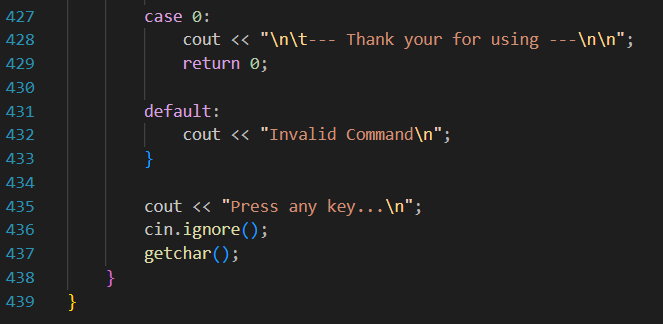 427 case 0:
428 cout << "\n\t--- Thank your for using ---\n\n";
429 return 0;
430
431 default:
432 cout << "Invalid Command\n";
433 }
434
435 cout << "Press any key...\n";
436 cin.ignore();
437 getchar();
438 }
439 }